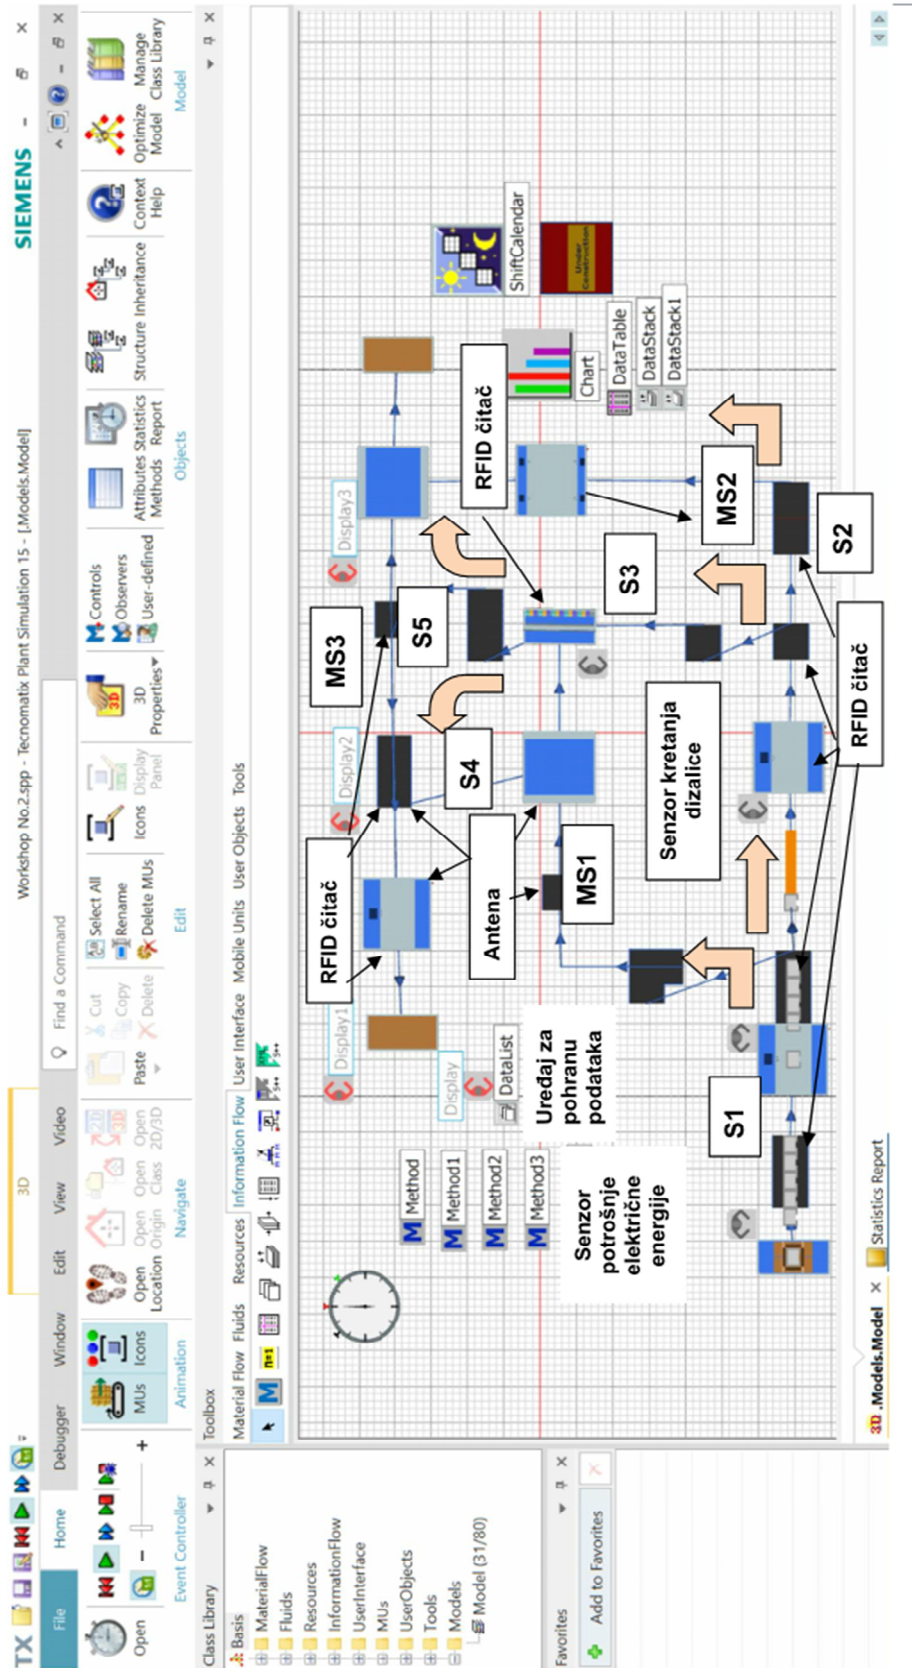 Workshop No.2.spp - Tecnomatix Plant Simulation 15 - [.Models.Model]
SIEMENS
3D
File
Home
Debugger
Window
Edit
View
Video
Find a Command
Open
Event Controller
MUs
Icons
Animation
Open
Location
Open
Origin
Open
Class
Open
2D/3D
Navigate
Paste
Cut
Copy
Delete
Select All
Rename
Delete MUs
Edit
Icons
Display
Panel
3D
Properties
Controls
Observers
User-defined
Attributes
Methods
Statistics
Report
Objects
Structure
Inheritance
Context
Help
Optimize
Model
Manage
Class Library
Model
Class Library
Basis
MaterialFlow
Fluids
Resources
InformationFlow
UserInterface
MUs
UserObjects
Tools
Models
Model (31/80)
Favorites
Add to Favorites
Toolbox
Material Flow
Fluids
Resources
Information Flow
User Interface
Mobile Units
User Objects
Tools
n=1
Method
Method1
Method2
Method3
Display1
Display
DataList
Display2
Display3
RFID čitač
MS3
S5
S4
Antena
MS1
Uređaj za
pohranu
podataka
Senzor
potrošnje
električne
energije
S1
Senzor kretanja
dizalice
S3
RFID čitač
MS2
S2
RFID čitač
ShiftCalendar
Under
Construction
Chart
DataTable
DataStack
DataStack1
.Models.Model
Statistics Report